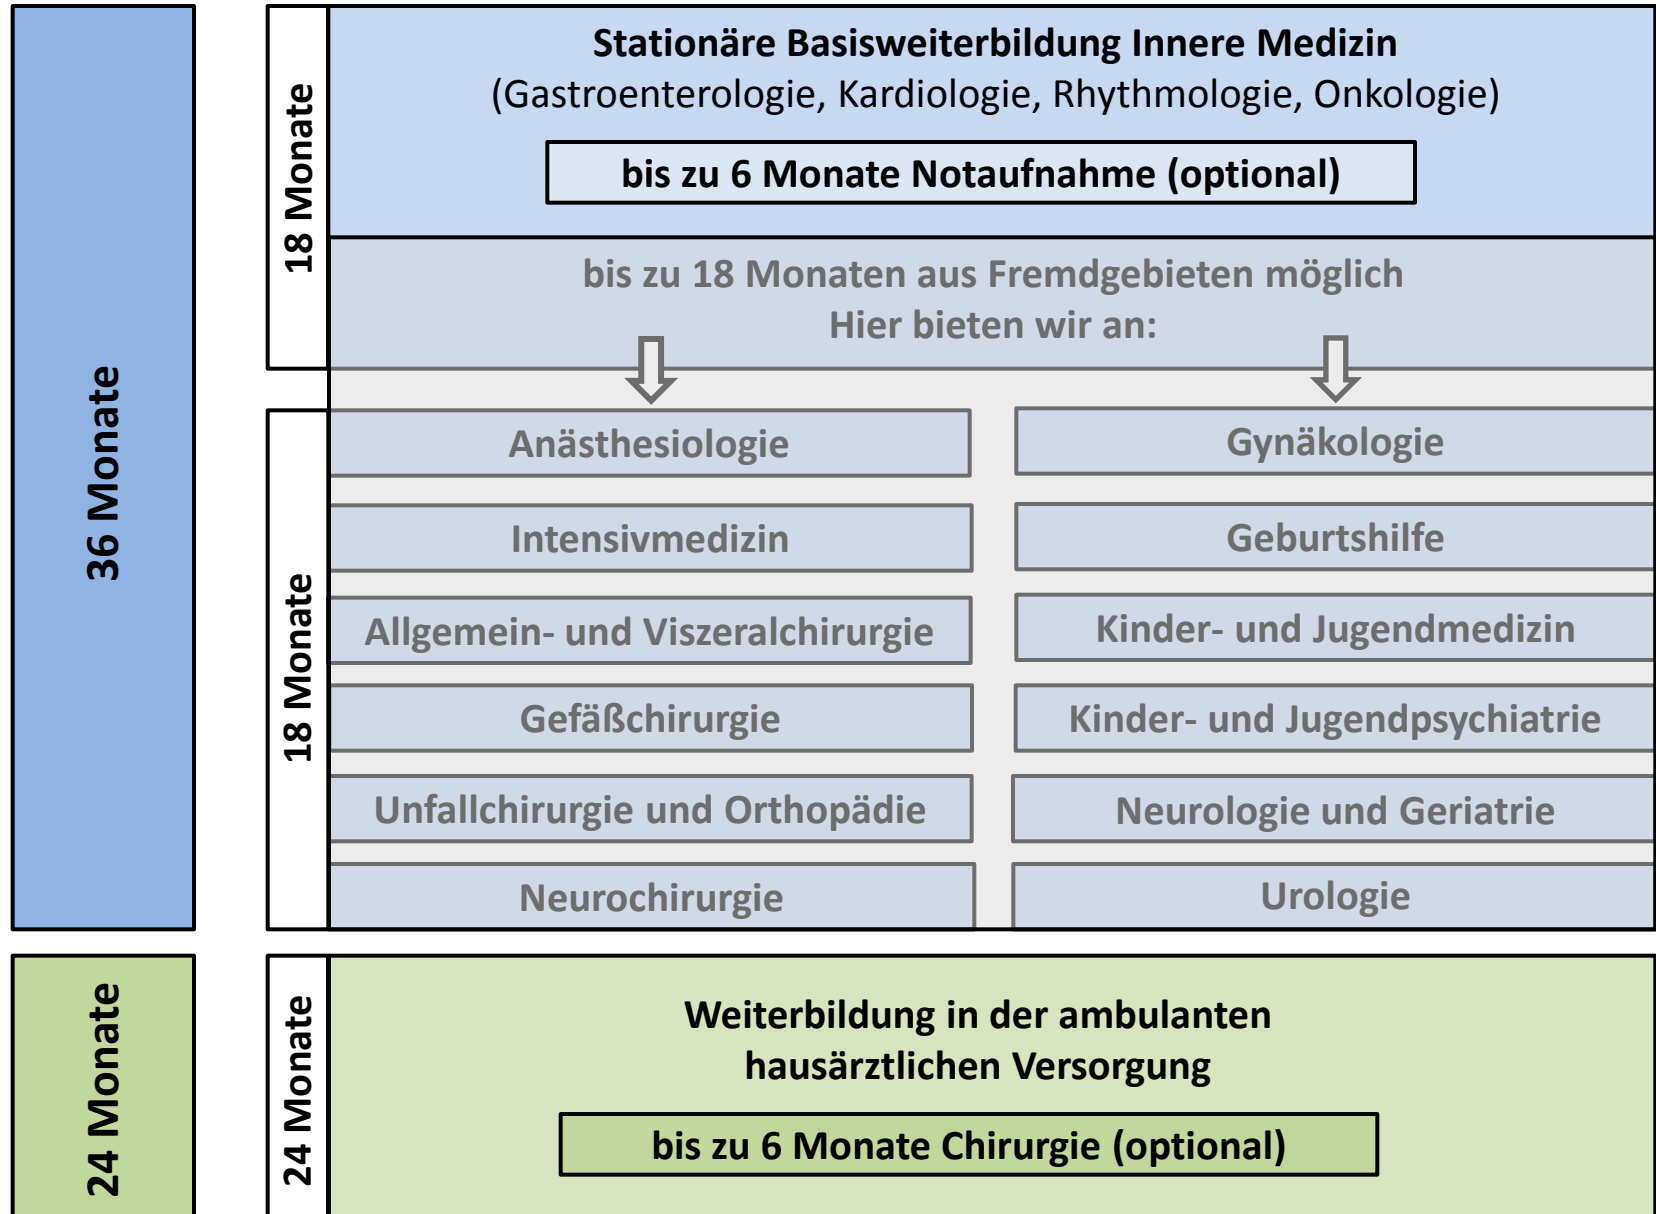 36 Monate
18 Monate
Stationäre Basisweiterbildung Innere Medizin
(Gastroenterologie, Kardiologie, Rhythmologie, Onkologie)
bis zu 6 Monate Notaufnahme (optional)
bis zu 18 Monaten aus Fremdgebieten möglich
Hier bieten wir an:
18 Monate
Anästhesiologie
Gynäkologie
Intensivmedizin
Geburtshilfe
Allgemein- und Viszeralchirurgie
Kinder- und Jugendmedizin
Gefäßchirurgie
Kinder- und Jugendpsychiatrie
Unfallchirurgie und Orthopädie
Neurologie und Geriatrie
Neurochirurgie
Urologie
24 Monate
24 Monate
Weiterbildung in der ambulanten
hausärztlichen Versorgung
bis zu 6 Monate Chirurgie (optional)